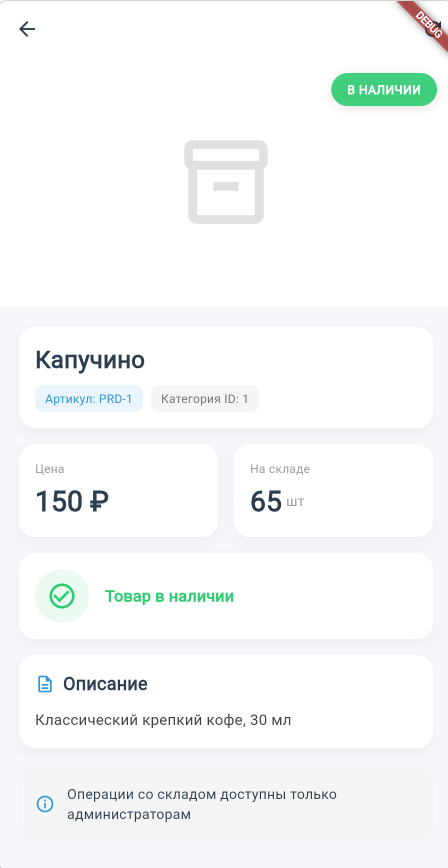 DEBUG
В НАЛИЧИИ
Капучино
Артикул: PRD-1
Категория ID: 1
Цена
150 ₽
На складе
65 шт
Товар в наличии
Описание
Классический крепкий кофе, 30 мл
Операции со складом доступны только
администраторам